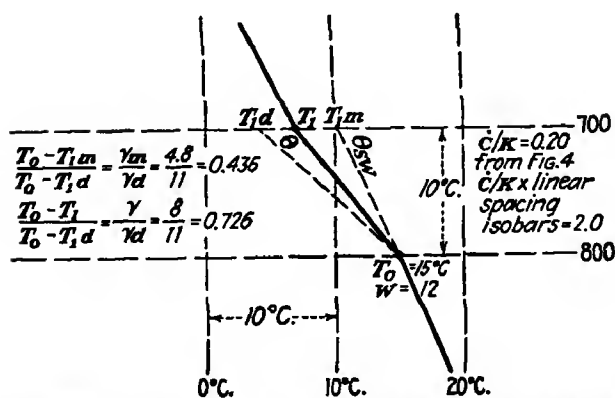 T₁d T₁ T₁m
700
θ
θsw
T₀ - T₁m / T₀ - T₁d = γm / γd = 4.8 / 11 = 0.436
T₀ - T₁ / T₀ - T₁d = γ / γd = 8 / 11 = 0.726
10°C.
ċ/K = 0.20
from FIG.4
ċ/K x linear
spacing
isobars = 2.0
800
T₀ = 15°C
W = 12
10°C.
0°C. 10°C. 20°C.